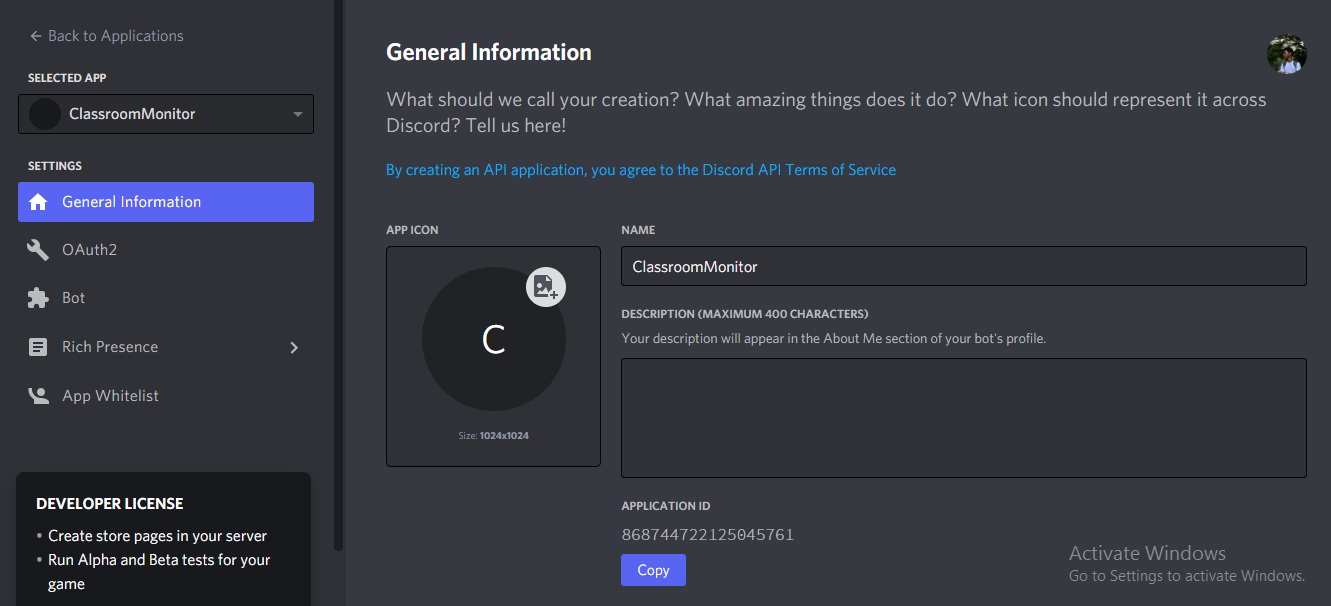 Back to Applications
SELECTED APP
ClassroomMonitor
SETTINGS
General Information
OAuth2
Bot
Rich Presence
App Whitelist
DEVELOPER LICENSE
• Create store pages in your server
• Run Alpha and Beta tests for your
game
General Information
What should we call your creation? What amazing things does it do? What icon should represent it across
Discord? Tell us here!
By creating an API application, you agree to the Discord API Terms of Service
APP ICON
C
Size: 1024x1024
NAME
ClassroomMonitor
DESCRIPTION (MAXIMUM 400 CHARACTERS)
Your description will appear in the About Me section of your bot's profile.
APPLICATION ID
868744722125045761
Copy
Activate Windows
Go to Settings to activate Windows.